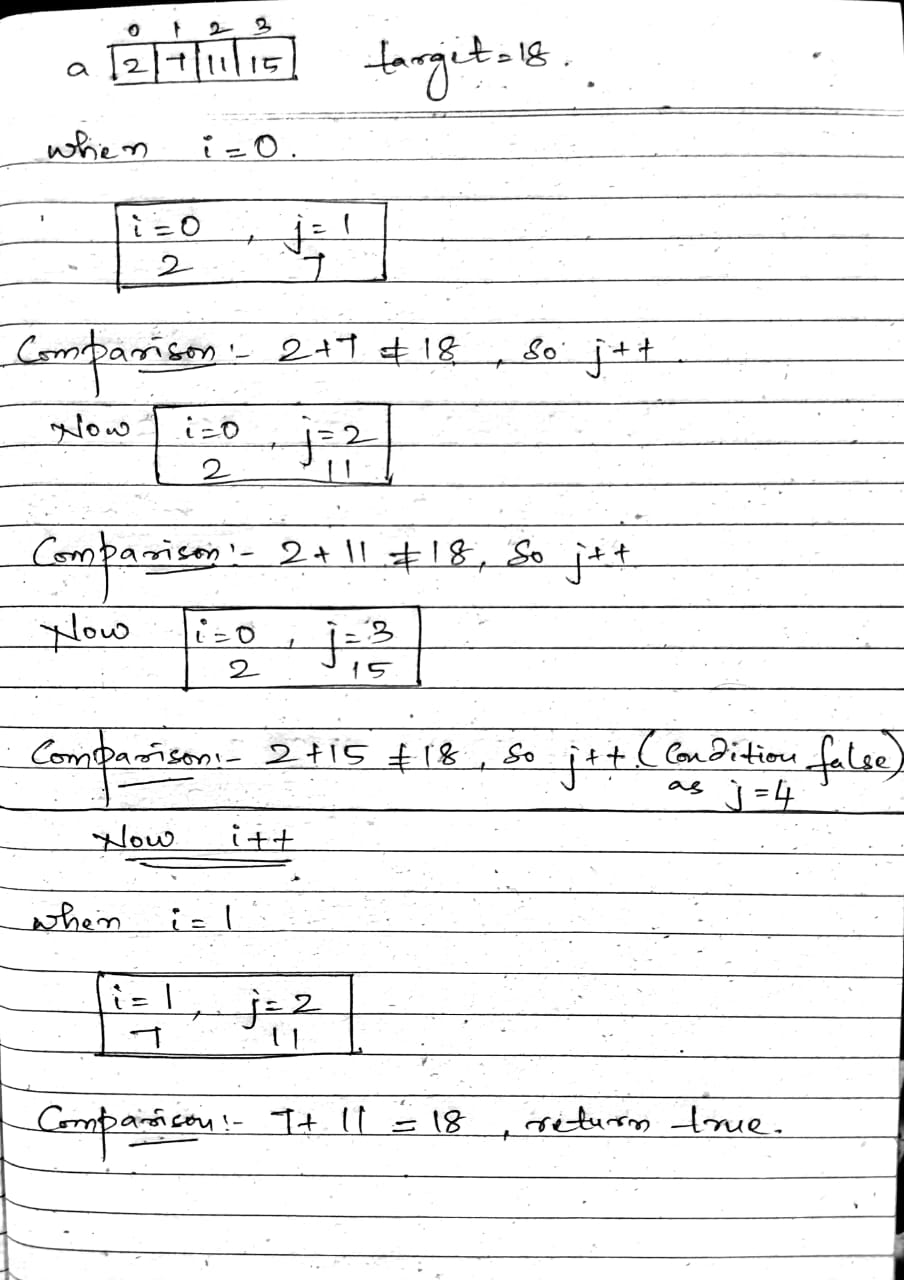 0 1 2 3
a 2 7 11 15 target=18.
when i=0.
i=0 , j=1
2 7
Comparison:- 2+7 ≠ 18 , so j++
Now i=0 , j=2
2 11
Comparison:- 2+11 ≠ 18, So j++
Now i=0 , j=3
2 15
Comparison:- 2+15 ≠ 18, so j++ (Condition false)
as j=4
Now i++
when i=1
i=1 , j=2
7 11
Comparison:- 7+11 = 18 , return true.